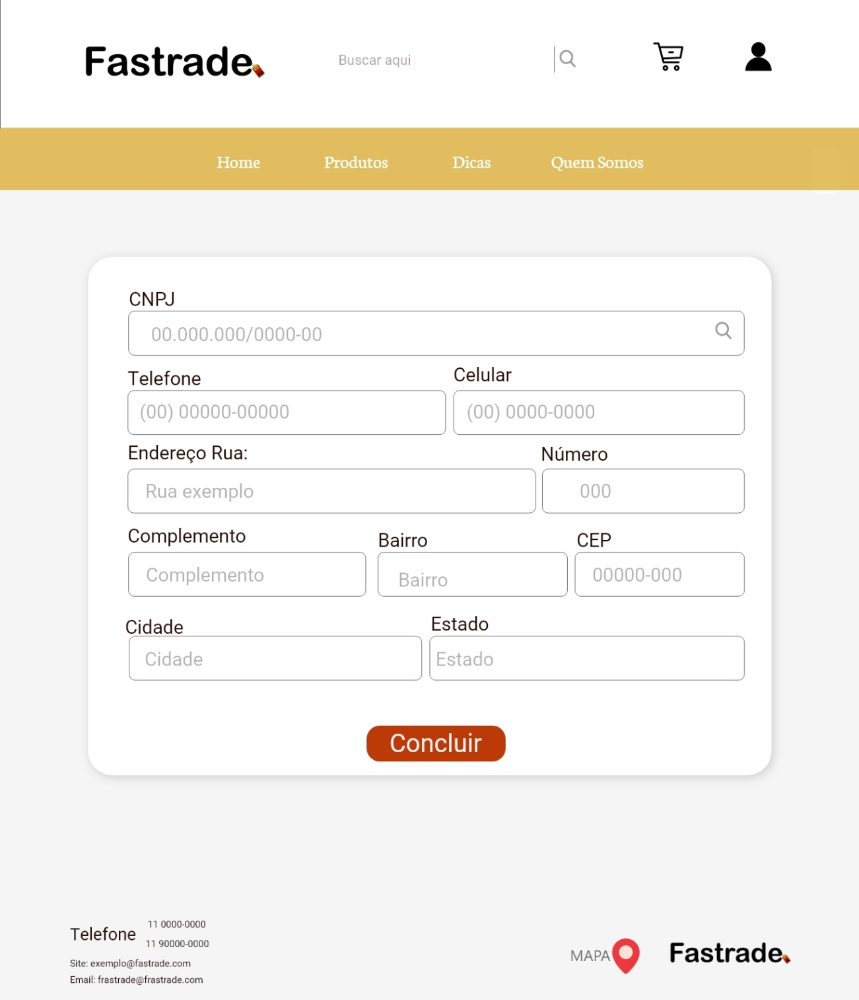 Fastrade
Buscar aqui
Home Produtos Dicas Quem Somos
CNPJ
00.000.000/0000-00
Telefone Celular
(00) 00000-00000 (00) 0000-0000
Endereço Rua: Número
Rua exemplo 000
Complemento Bairro CEP
Complemento Bairro 00000-000
Cidade Estado
Cidade Estado
Concluir
Telefone 11 0000-0000
11 90000-0000
Site: exemplo@fastrade.com
Email: frastrade@frastrade.com
MAPA Fastrade